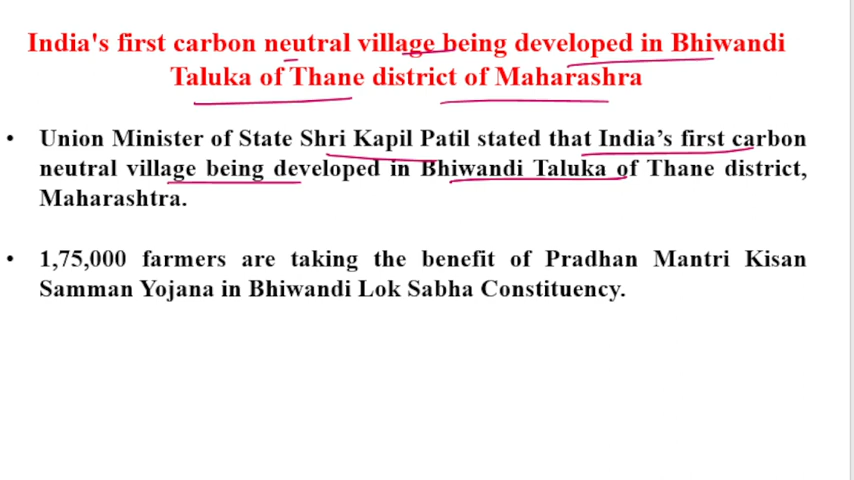 India's first carbon neutral village being developed in Bhiwandi
Taluka of Thane district of Maharashra
• Union Minister of State Shri Kapil Patil stated that India's first carbon
neutral village being developed in Bhiwandi Taluka of Thane district,
Maharashtra.
• 1,75,000 farmers are taking the benefit of Pradhan Mantri Kisan
Samman Yojana in Bhiwandi Lok Sabha Constituency.